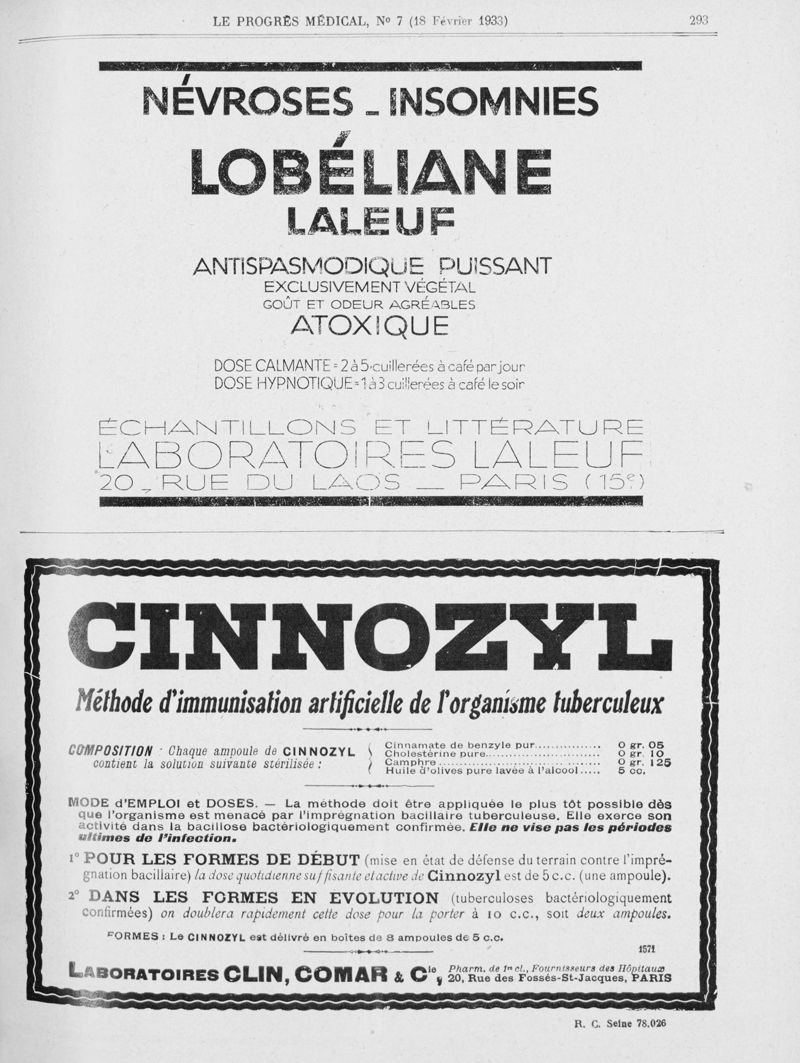 LE PROGRÈS MÉDICAL, Nº 7 (18 Février 1933) 293
NÉVROSES - INSOMNIES
LOBÉLIANE
LALEUF
ANTISPASMODIQUE PUISSANT
EXCLUSIVEMENT VÉGÉTAL
GOÛT ET ODEUR AGRÉABLES
ATOXIQUE
DOSE CALMANTE = 2 à 5 cuillerées à café par jour
DOSE HYPNOTIQUE = 1 à 3 cuillerées à café le soir
ÉCHANTILLONS ET LITTÉRATURE
LABORATOIRES LALEUF
20, RUE DU LAOS — PARIS (15e)
CINNOZYL
Méthode d'immunisation artificielle de l'organisme tuberculeux
COMPOSITION : Chaque ampoule de CINNOZYL
contient la solution suivante stérilisée :
Cinnamate de benzyle pur............... 0 gr. 05
Cholestérine pure............... 0 gr. 10
Camphre............... 0 gr. 125
Huile d'olives pure lavée à l'alcool..... 5 cc.
MODE d'EMPLOI et DOSES. — La méthode doit être appliquée le plus tôt possible dès
que l'organisme est menacé par l'imprégnation bacillaire tuberculeuse. Elle exerce son
activité dans la bacillose bactériologiquement confirmée. Elle ne vise pas les périodes
ultimes de l'infection.
1º POUR LES FORMES DE DÉBUT (mise en état de défense du terrain contre l'impré-
gnation bacillaire) la dose quotidienne suffisante et active de Cinnozyl est de 5 c.c. (une ampoule).
2º DANS LES FORMES EN EVOLUTION (tuberculoses bactériologiquement
confirmées) on doublera rapidement cette dose pour la porter à 10 c.c., soit deux ampoules.
FORMES : Le CINNOZYL est délivré en boîtes de 8 ampoules de 5 c.c.
1571
LABORATOIRES CLIN, COMAR & Cie, Pharm. de 1re cl., Fournisseurs des Hôpitaux
20, Rue des Fossés-St-Jacques, PARIS
R. C. Seine 78.026